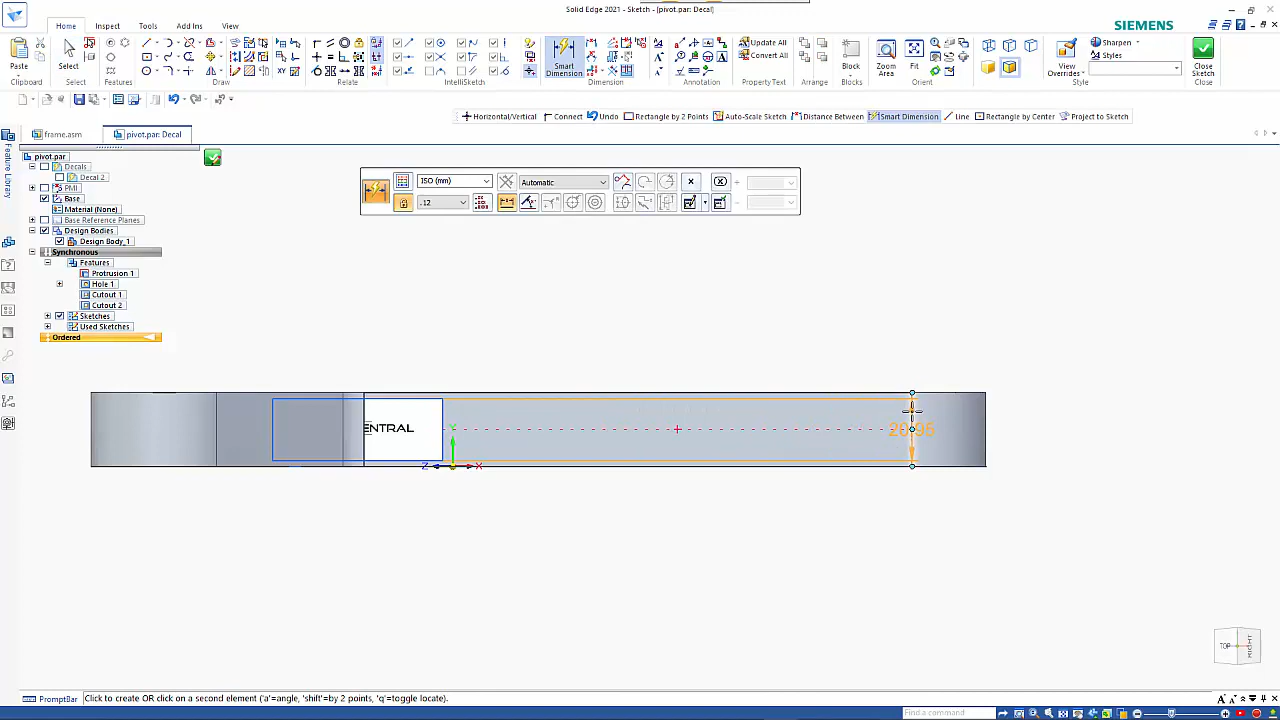 Solid Edge 2021 - Sketch - [pivot.par: Decal]
Home
Inspect
Tools
Add Ins
View
SIEMENS
Paste
Select
Smart
Dimension
Update All
Convert All
Block
Zoom
Area
Fit
View
Overrides
Sharpen
Styles
Close
Sketch
Clipboard
Select
Draw
Features
Relate
IntelliSketch
Dimension
Annotation
PropertyText
Arrange
Blocks
Orient
Style
Close
Horizontal/Vertical
Connect
Undo
Rectangle by 2 Points
Auto-Scale Sketch
Distance Between
Smart Dimension
Line
Rectangle by Center
Project to Sketch
frame.asm
pivot.par: Decal
Feature Library
pivot.par
Decals
Decal 2
PMI
Base
Material (None)
Base Reference Planes
Design Bodies
Design Body_1
Synchronous
Features
Protrusion 1
Hole 1
Cutout 1
Cutout 2
Sketches
Used Sketches
Ordered
ISO (mm)
Automatic
.12
ENTRAL
20,95
Y
Z
X
TOP
RIGHT
PromptBar
Click to create OR click on a second element ('a'=angle, 'shift'=by 2 points, 'q'=toggle locate).
Find a command